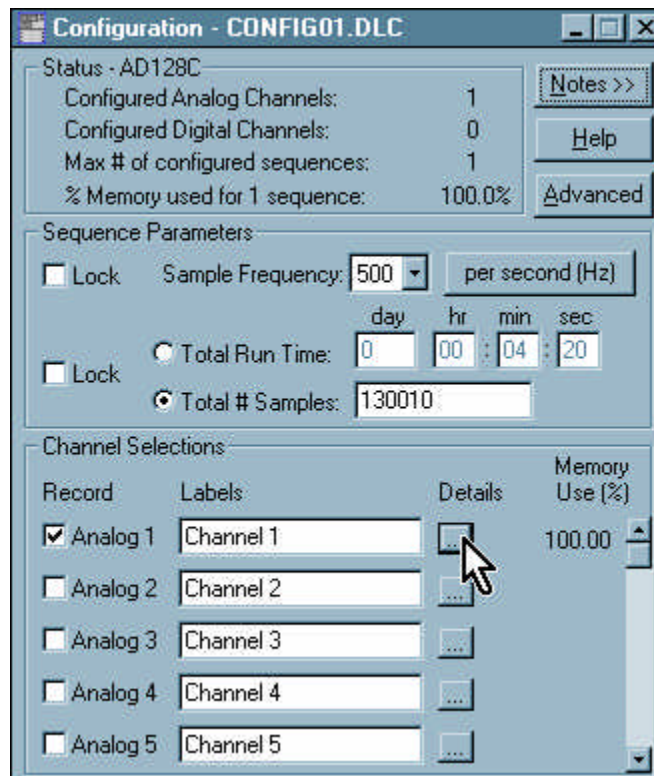 Configuration - CONFIG01.DLC
Status - AD128C
Configured Analog Channels: 1
Configured Digital Channels: 0
Max # of configured sequences: 1
% Memory used for 1 sequence: 100.0%
Notes >>
Help
Advanced
Sequence Parameters
Lock Sample Frequency: 500 per second (Hz)
day hr min sec
Total Run Time: 0 00 : 04 : 20
Lock
Total # Samples: 130010
Channel Selections
Record Labels Details Memory Use (%)
Analog 1 Channel 1 ... 100.00
Analog 2 Channel 2 ...
Analog 3 Channel 3 ...
Analog 4 Channel 4 ...
Analog 5 Channel 5 ...